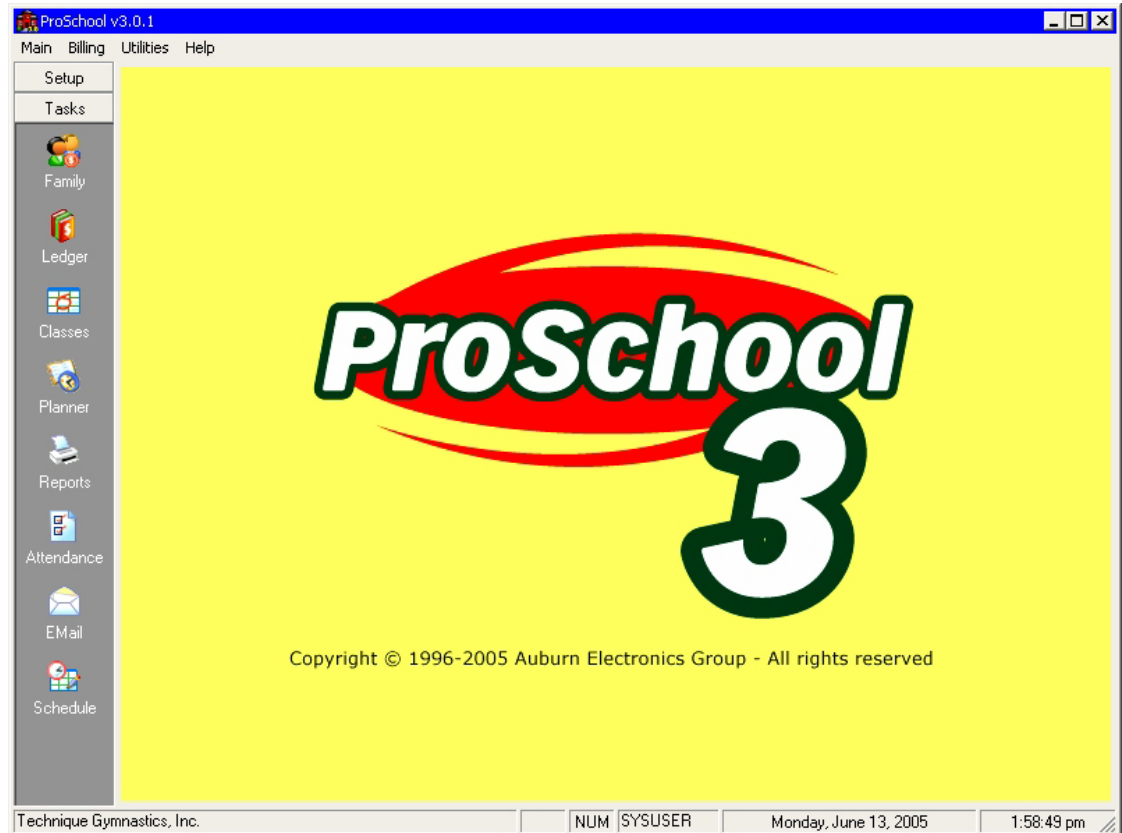 ProSchool v3.0.1
Main Billing Utilities Help
Setup
Tasks
Family
Ledger
Classes
Planner
Reports
Attendance
EMail
Schedule
ProSchool
3
Copyright © 1996-2005 Auburn Electronics Group - All rights reserved
Technique Gymnastics, Inc. NUM SYSUSER Monday, June 13, 2005 1:58:49 pm